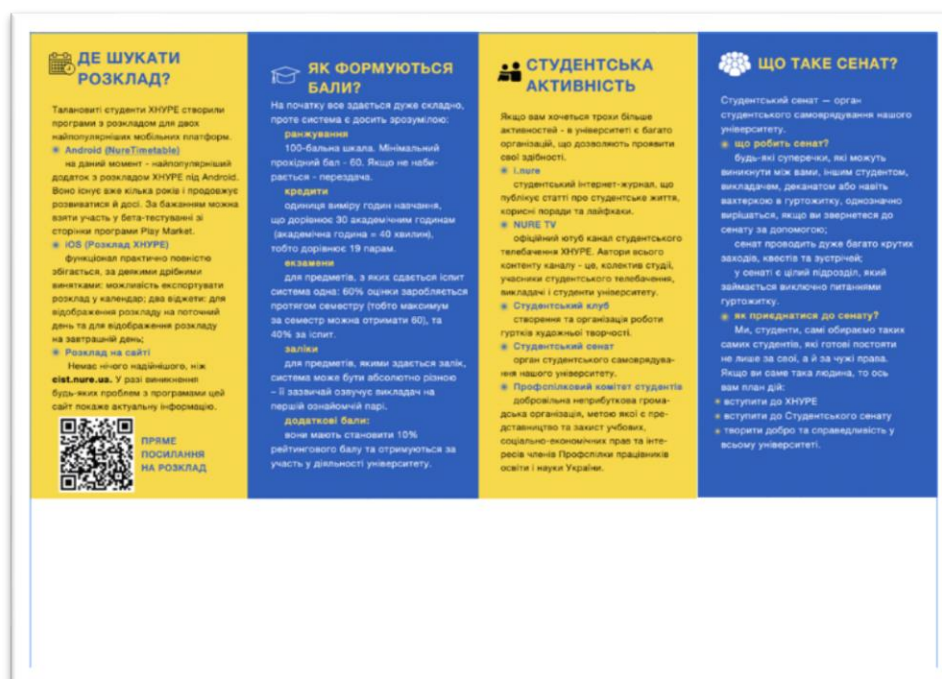 ДЕ ШУКАТИ
РОЗКЛАД?
Талановиті студенти ХНУРЕ створили
програми з розкладом для двох
найпопулярніших мобільних платформ.
Android (NureTimetable)
на даний момент - найпопулярніший
додаток з розкладом ХНУРЕ під Android.
Воно існує вже кілька років і продовжує
розвиватися й досі. За бажанням можна
взяти участь у бета-тестуванні зі
сторінки програми Play Market.
iOS (Розклад ХНУРЕ)
функціонал практично повністю
збігається, за деякими дрібними
винятками: можливість експортувати
розклад у календар; два віджети: для
відображення розкладу на поточний
день та для відображення розкладу
на завтрашній день;
Розклад на сайті
Немає нічого надійнішого, ніж
cist.nure.ua. У разі виникнення
будь-яких проблем з програмами цей
сайт покаже актуальну інформацію.
ПРЯМЕ
ПОСИЛАННЯ
НА РОЗКЛАД
ЯК ФОРМУЮТЬСЯ
БАЛИ?
На початку все здається дуже складно,
проте система є досить зрозумілою:
ранжування
100-бальна шкала. Мінімальний
прохідний бал - 60. Якщо не наби-
рається - перездача.
кредити
одиниця виміру годин навчання,
що дорівнює 30 академічним годинам
(академічна година = 40 хвилин),
тобто дорівнює 19 парам.
екзамени
для предметів, з яких сдається іспит
система одна: 60% оцінки заробляється
протягом семестру (тобто максимум
за семестр можна отримати 60), та
40% за іспит.
заліки
для предметів, якими здається залік,
система може бути абсолютно різною
– її зазвичай озвучує викладач на
першій ознайомчій парі.
додаткові бали:
вони мають становити 10%
рейтингового балу та отримуються за
участь у діяльності університету.
СТУДЕНТСЬКА
АКТИВНІСТЬ
Якщо вам хочеться трохи більше
активностей - в університеті є багато
організацій, що дозволяють проявити
свої здібності.
i.nure
студентський інтернет-журнал, що
публікує статті про студентське життя,
корисні поради та лайфхаки.
NURE TV
офіційний ютуб канал студентського
телебачення ХНУРЕ. Автори всього
контенту каналу - це, колектив студії,
учасники студентського телебачення,
викладачі і студенти університету.
Студентський клуб
створення та організація роботи
гуртків художньої творчості.
Студентський сенат
орган студентського самоврядува-
ння нашого університету.
Профспілковий комітет студентів
добровільна неприбуткова грома-
дська організація, метою якої є пре-
дставництво та захист учбових,
соціально-економічних прав та інте-
ресів членів Профспілки працівників
освіти і науки України.
ЩО ТАКЕ СЕНАТ?
Студентський сенат — орган
студентського самоврядування нашого
університету.
що робить сенат?
будь-які суперечки, які можуть
виникнути між вами, іншим студентом,
викладачем, деканатом або навіть
вахтеркою в гуртожитку, однозначно
вирішаться, якщо ви звернетеся до
сенату за допомогою;
сенат проводить дуже багато крутих
заходів, квестів та зустрічей;
у сенаті є цілий підрозділ, який
займається виключно питаннями
гуртожитку.
як приєднатися до сенату?
Ми, студенти, самі обираємо таких
самих студентів, які готові постояти
не лише за свої, а й за чужі права.
Якщо ви саме така людина, то ось
вам план дій:
вступити до ХНУРЕ
вступити до Студентського сенату
творити добро та справедливість у
всьому університеті.